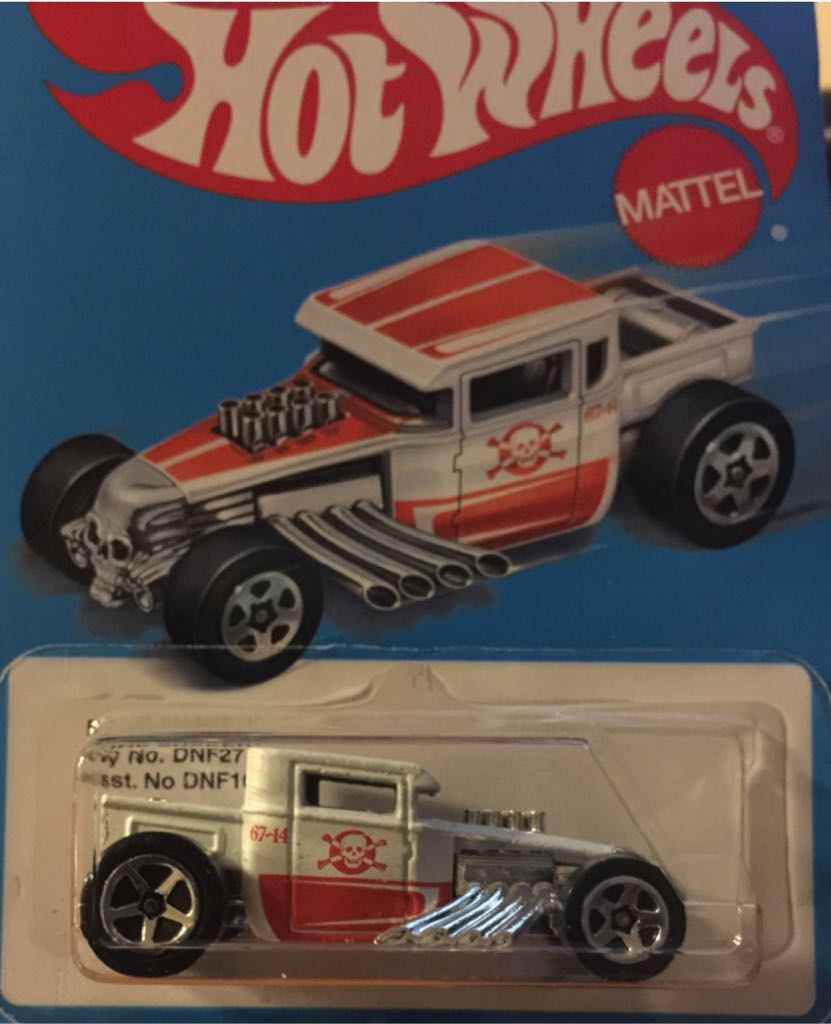 Hot Wheels®
MATTEL
67-14
y No. DNF27
sst. No DNF1
67-14